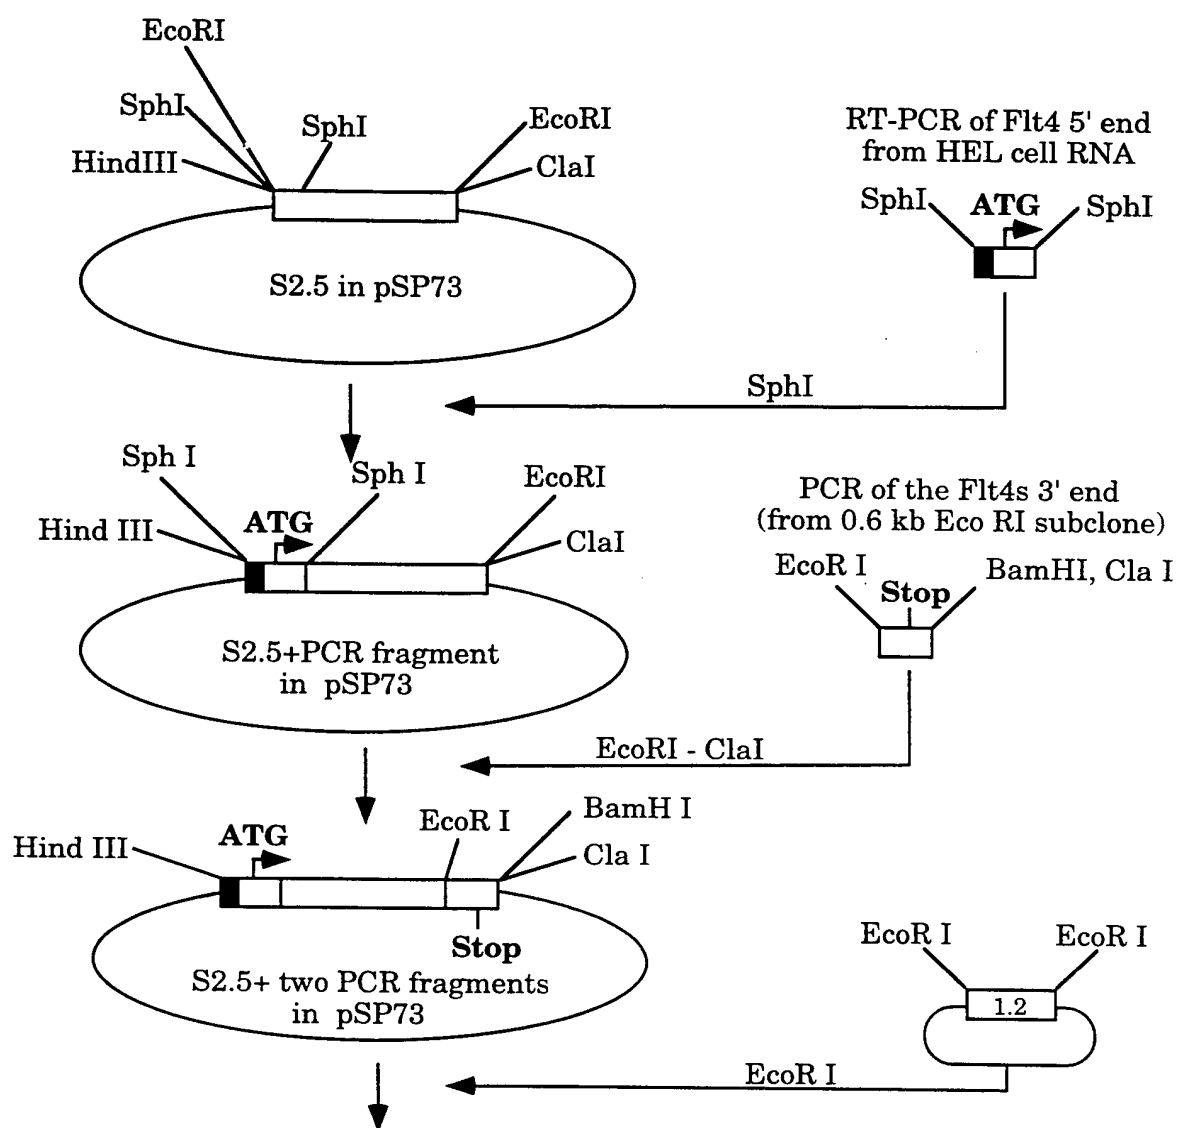 EcoRI
SphI
SphI
HindIII
EcoRI
ClaI
S2.5 in pSP73
RT-PCR of Flt4 5' end
from HEL cell RNA
SphI
ATG
SphI
SphI
Sph I
Sph I
Hind III
ATG
EcoRI
ClaI
S2.5+PCR fragment
in pSP73
PCR of the Flt4s 3' end
(from 0.6 kb Eco RI subclone)
EcoR I
Stop
BamHI, Cla I
EcoRI - ClaI
Hind III
ATG
EcoR I
BamH I
Cla I
Stop
S2.5+ two PCR fragments
in pSP73
EcoR I
EcoR I
1.2
EcoR I